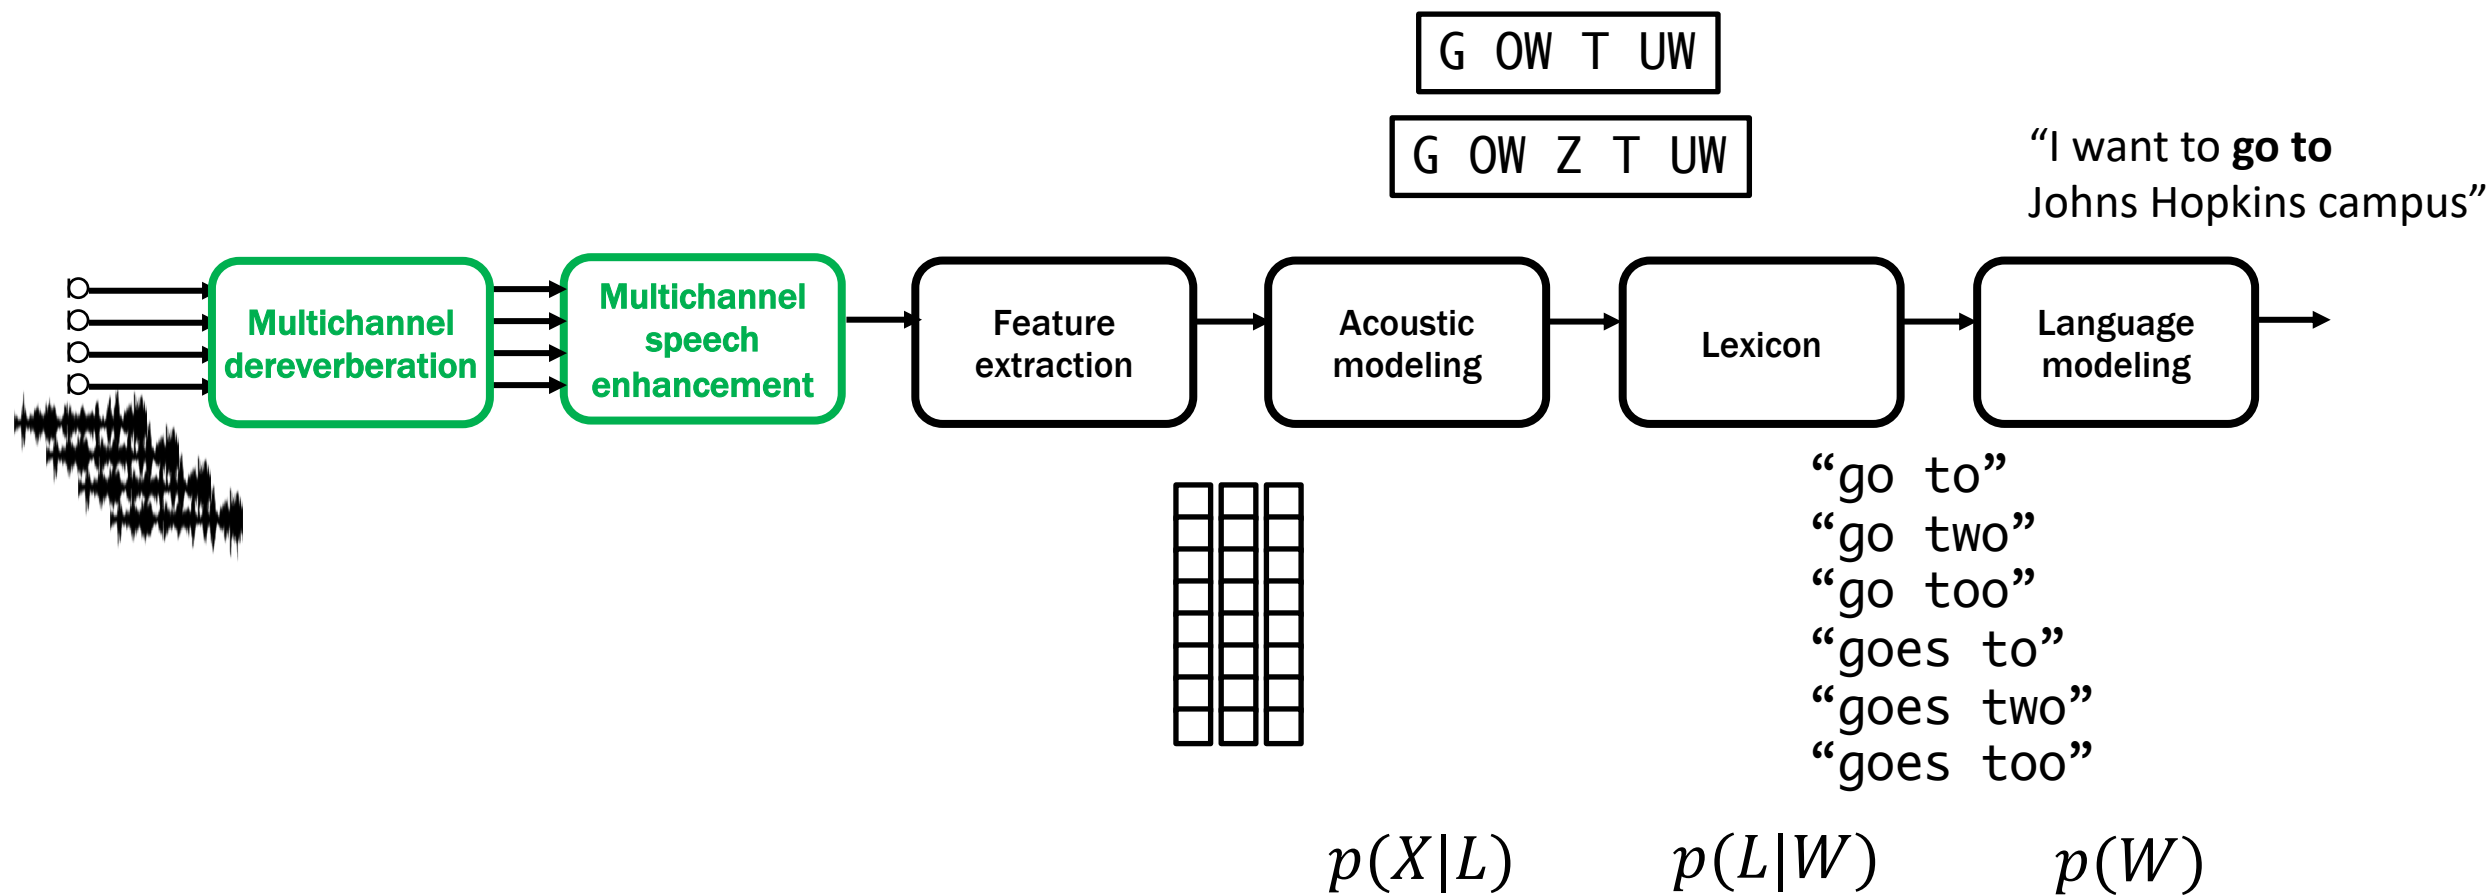 G OW T UW
G OW Z T UW
“I want to go to
Johns Hopkins campus”
Multichannel
dereverberation
Multichannel
speech
enhancement
Feature
extraction
Acoustic
modeling
Lexicon
Language
modeling
“go to”
“go two”
“go too”
“goes to”
“goes two”
“goes too”
p(X|L)
p(L|W)
p(W)